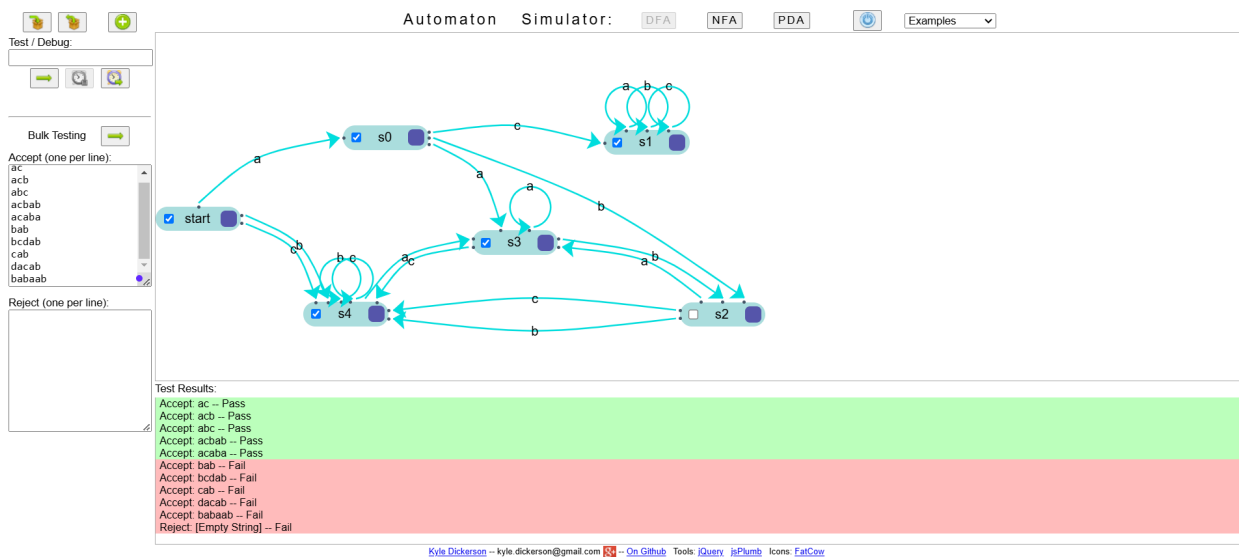 Automaton Simulator: DFA NFA PDA Examples
Test / Debug:
Bulk Testing
Accept (one per line):
ac
acb
abc
acbab
acaba
bab
bcdab
cab
dacab
babaab
Reject (one per line):
a b c
s0 c s1
a
a a
b
start
s3
b
c
b c a c a b
s4 c s2
b
Test Results:
Accept: ac -- Pass
Accept: acb -- Pass
Accept: abc -- Pass
Accept: acbab -- Pass
Accept: acaba -- Pass
Accept: bab -- Fail
Accept: bcdab -- Fail
Accept: cab -- Fail
Accept: dacab -- Fail
Accept: babaab -- Fail
Reject: [Empty String] -- Fail
Kyle Dickerson -- kyle.dickerson@gmail.com g+ -- On Github Tools: jQuery jsPlumb Icons: FatCow